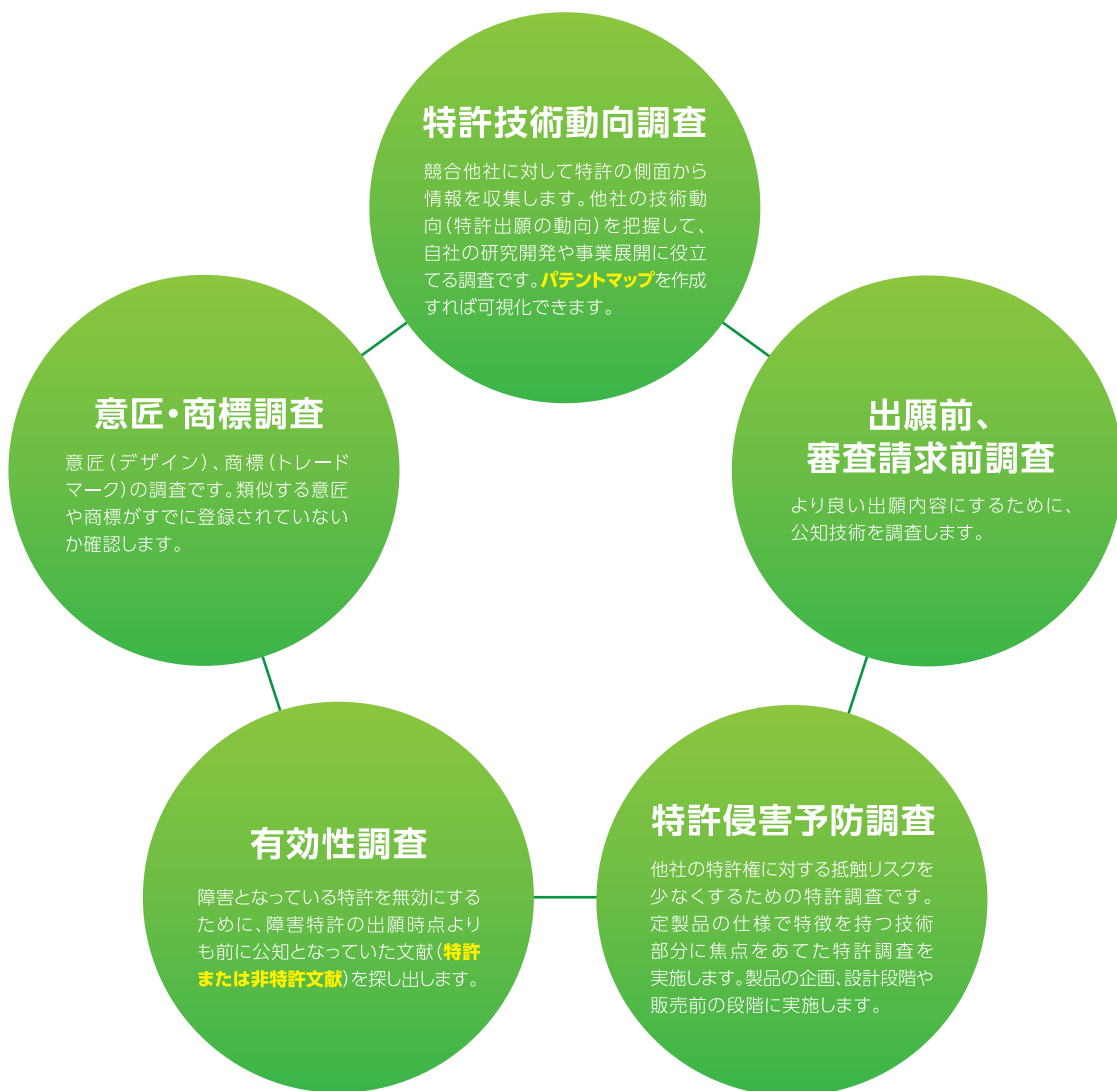 特許技術動向調査
競合他社に対して特許の側面から
情報を収集します。他社の技術動
向(特許出願の動向)を把握して、
自社の研究開発や事業展開に役立
てる調査です。パテントマップを作成
すれば可視化できます。
意匠・商標調査
意匠(デザイン)、商標(トレード
マーク)の調査です。類似する意匠
や商標がすでに登録されていない
か確認します。
出願前、
審査請求前調査
より良い出願内容にするために、
公知技術を調査します。
有効性調査
障害となっている特許を無効にする
ために、障害特許の出願時点より
も前に公知となっていた文献(特許
または非特許文献)を探し出します。
特許侵害予防調査
他社の特許権に対する抵触リスクを
少なくするための特許調査です。
定製品の仕様で特徴を持つ技術
部分に焦点をあてた特許調査を
実施します。製品の企画、設計段階や
販売前の段階に実施します。